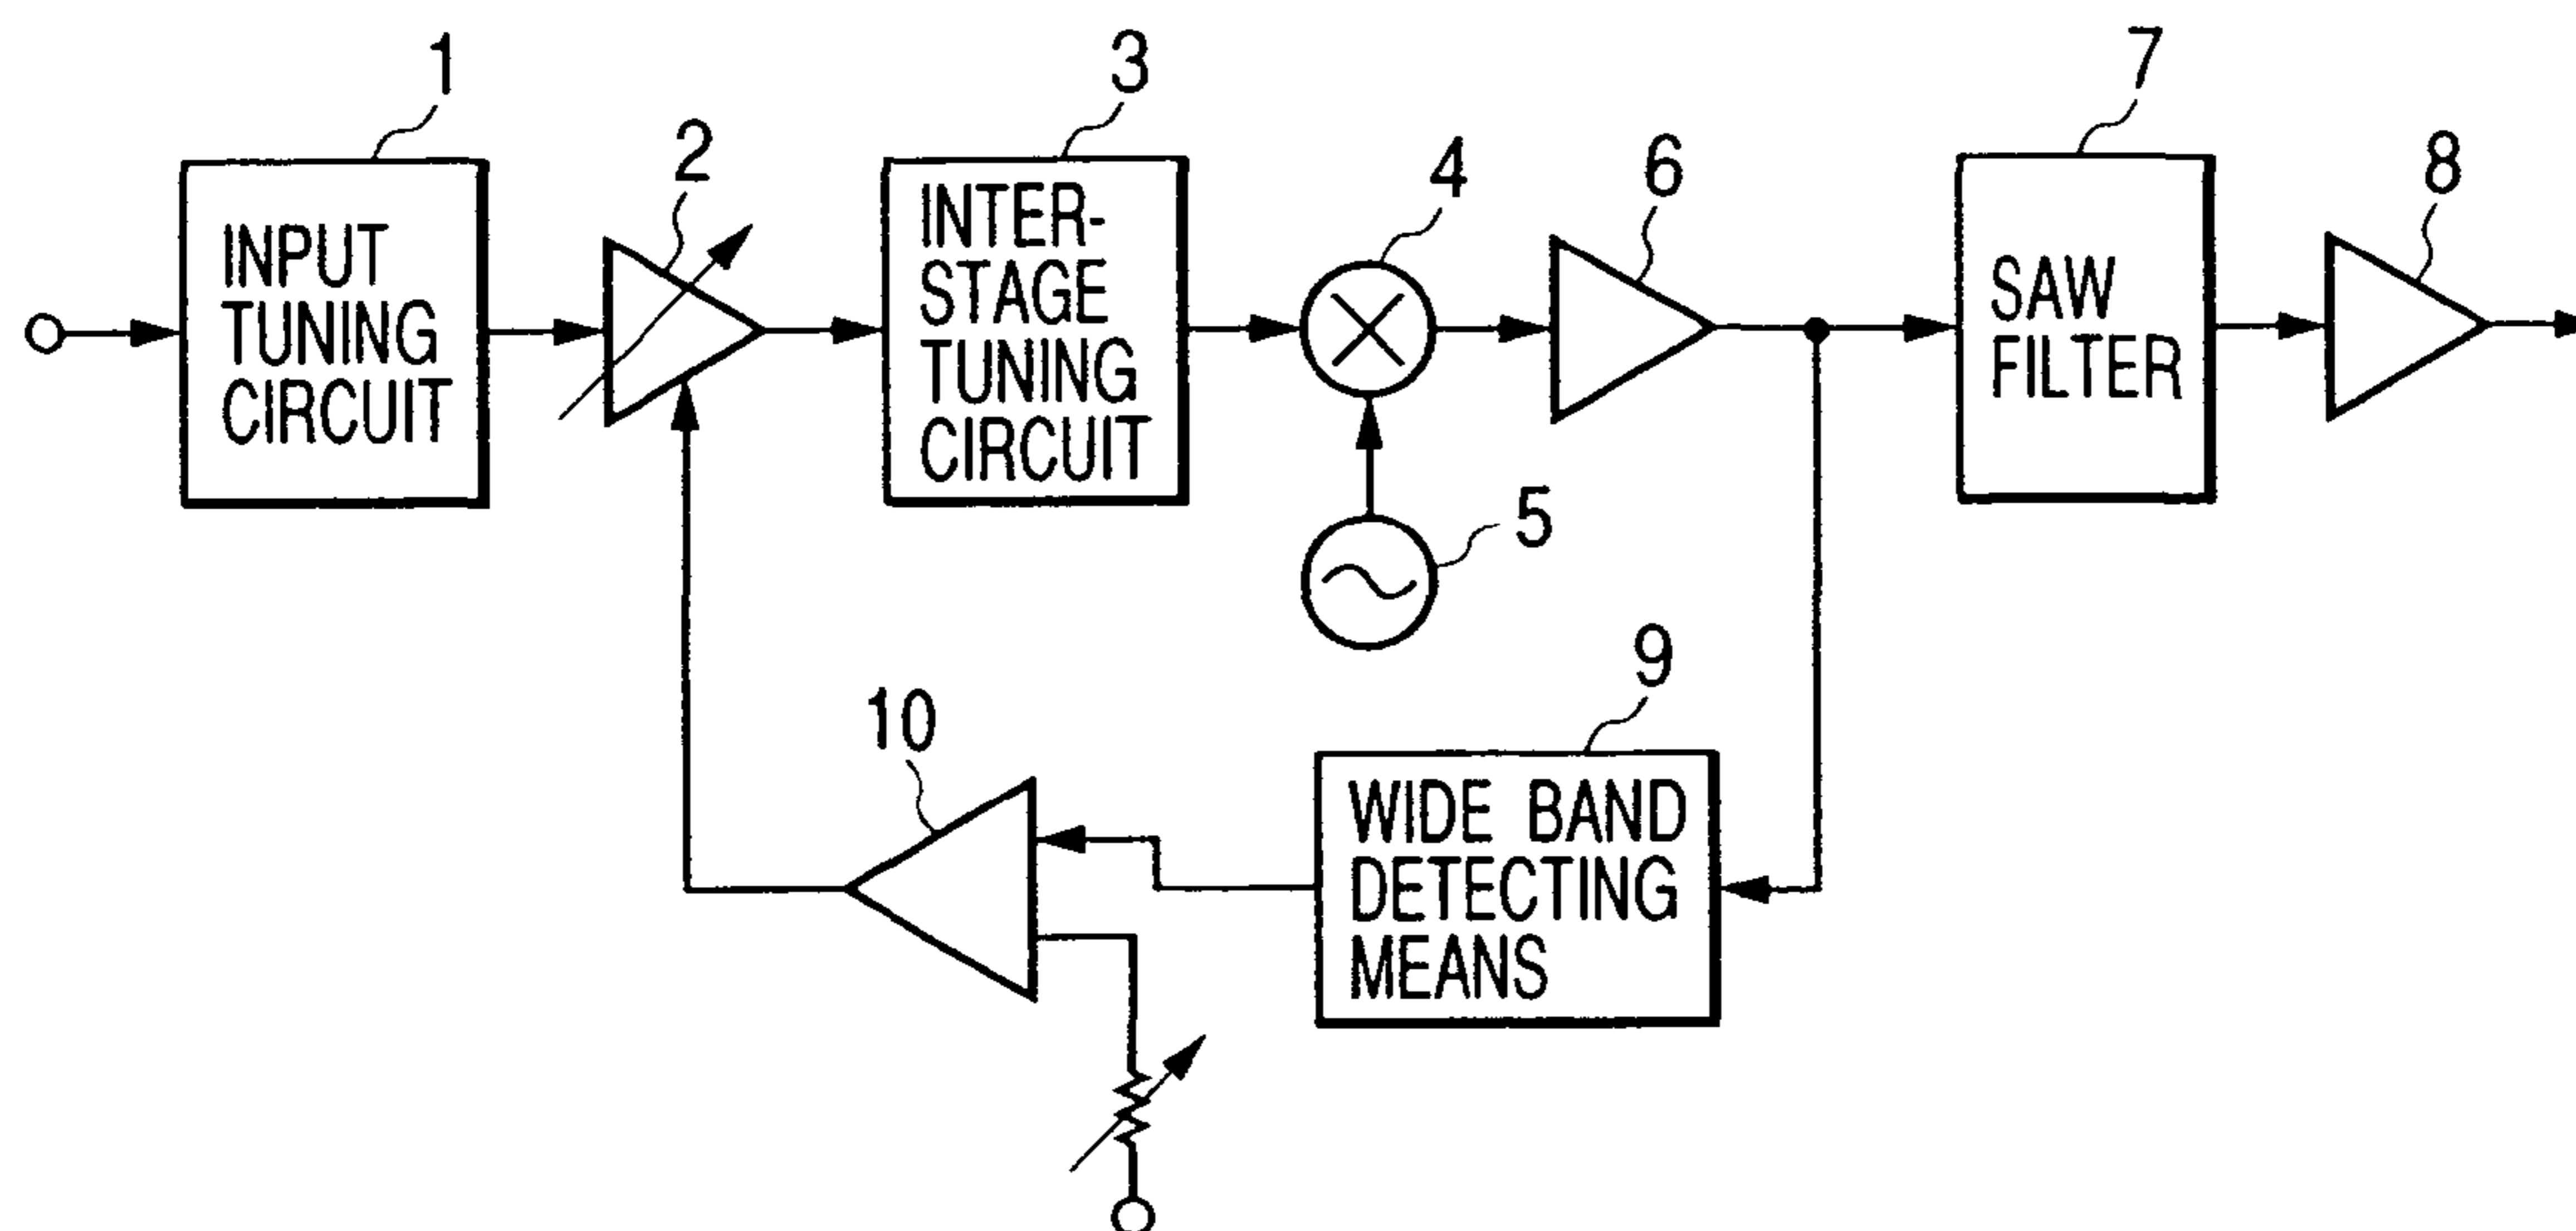 1
2
3
4
6
7
8
INPUT
TUNING
CIRCUIT
INTER-
STAGE
TUNING
CIRCUIT
SAW
FILTER
5
9
10
WIDE BAND
DETECTING
MEANS